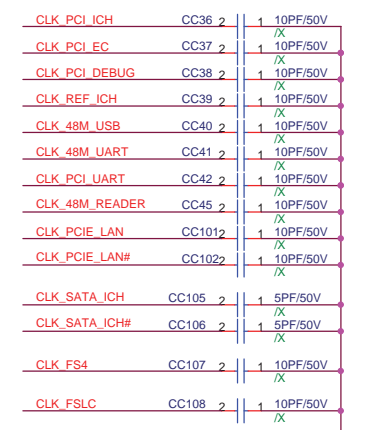 CLK_PCI_ICH CC36 2 1 10PF/50V
/X
CLK_PCI_EC CC37 2 1 10PF/50V
/X
CLK_PCI_DEBUG CC38 2 1 10PF/50V
/X
CLK_REF_ICH CC39 2 1 10PF/50V
/X
CLK_48M_USB CC40 2 1 10PF/50V
/X
CLK_48M_UART CC41 2 1 10PF/50V
/X
CLK_PCI_UART CC42 2 1 10PF/50V
/X
CLK_48M_READER CC45 2 1 10PF/50V
/X
CLK_PCIE_LAN CC101 2 1 10PF/50V
/X
CLK_PCIE_LAN# CC102 2 1 10PF/50V
/X
CLK_SATA_ICH CC105 2 1 5PF/50V
/X
CLK_SATA_ICH# CC106 2 1 5PF/50V
/X
CLK_FS4 CC107 2 1 10PF/50V
/X
CLK_FSLC CC108 2 1 10PF/50V
/X